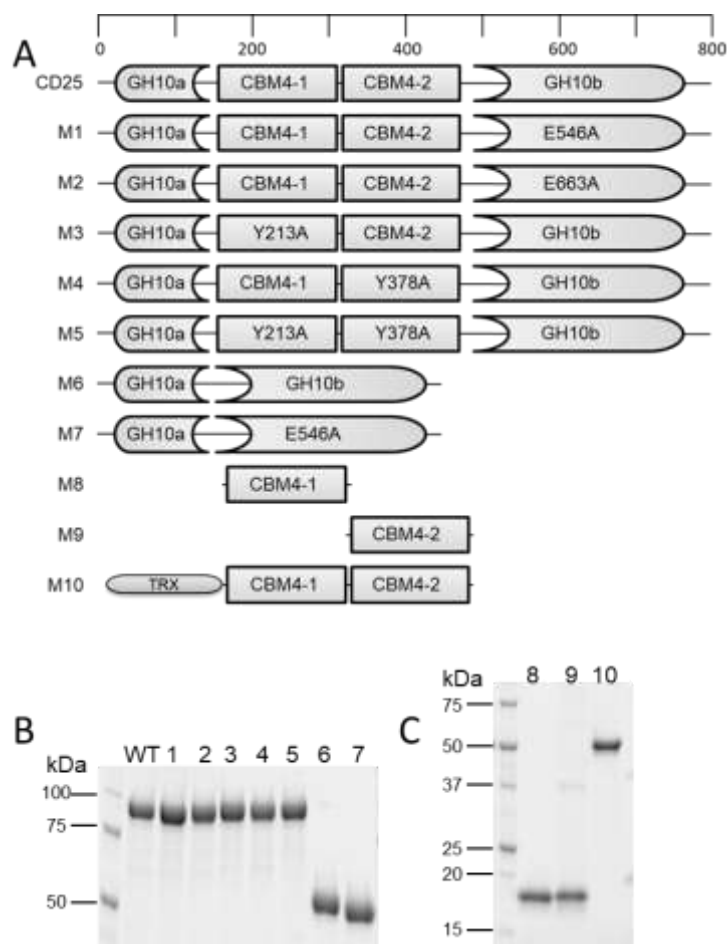 0 200 400 600 800
A
CD25 GH10a CBM4-1 CBM4-2 GH10b
M1 GH10a CBM4-1 CBM4-2 E546A
M2 GH10a CBM4-1 CBM4-2 E663A
M3 GH10a Y213A CBM4-2 GH10b
M4 GH10a CBM4-1 Y378A GH10b
M5 GH10a Y213A Y378A GH10b
M6 GH10a GH10b
M7 GH10a E546A
M8 CBM4-1
M9 CBM4-2
M10 TRX CBM4-1 CBM4-2
B
kDa WT 1 2 3 4 5 6 7
100
75
50
C
kDa 8 9 10
75
50
37
25
20
15